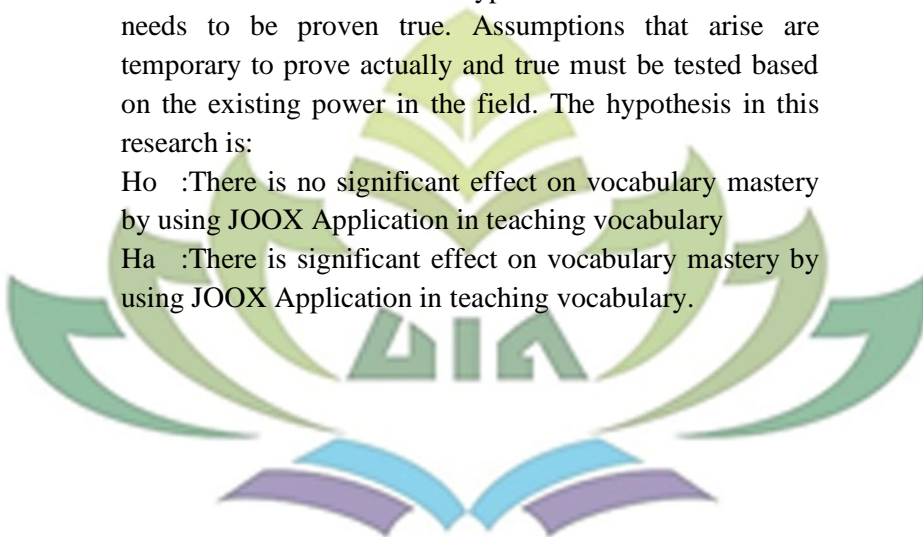 needs to be proven true. Assumptions that arise are
temporary to prove actually and true must be tested based
on the existing power in the field. The hypothesis in this
research is:
Ho :There is no significant effect on vocabulary mastery
by using JOOX Application in teaching vocabulary
Ha :There is significant effect on vocabulary mastery by
using JOOX Application in teaching vocabulary.
UIN